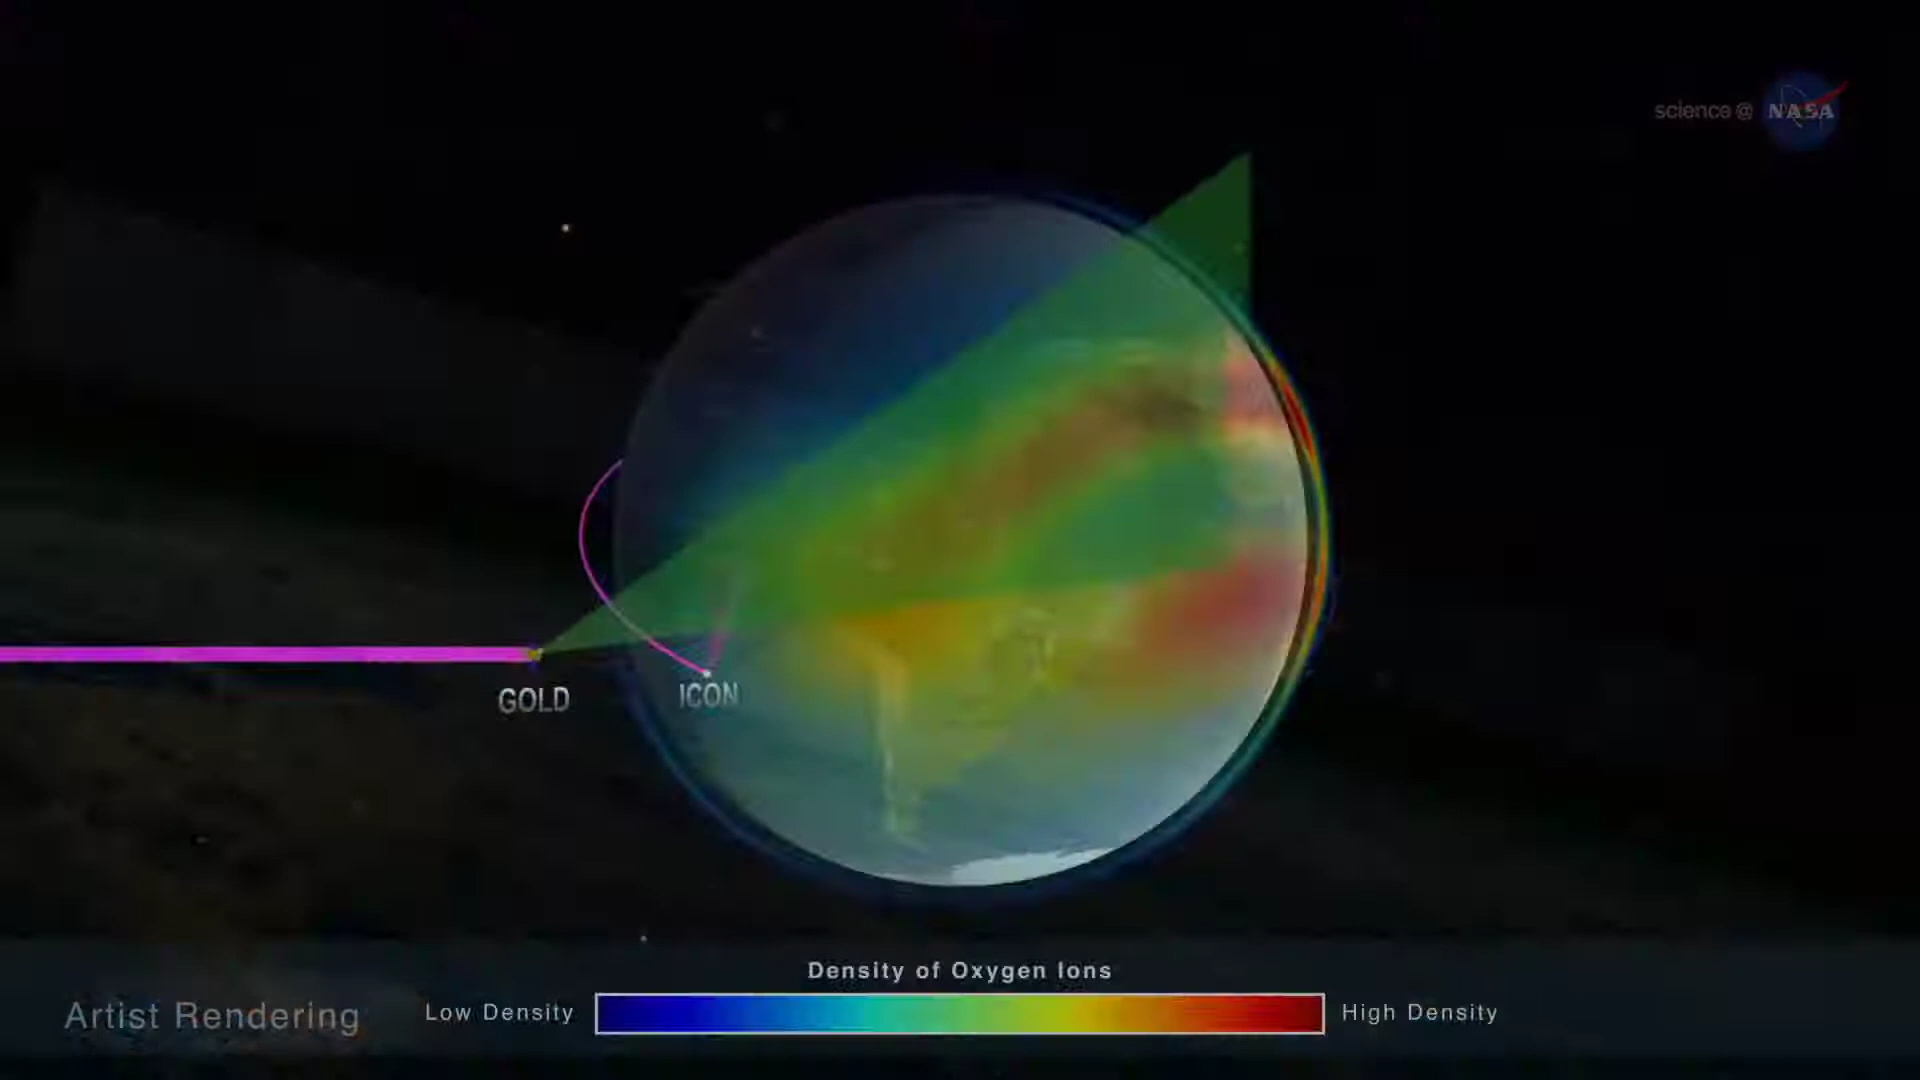 science @ NASA
GOLD
ICON
Density of Oxygen Ions
Artist Rendering
Low Density
High Density